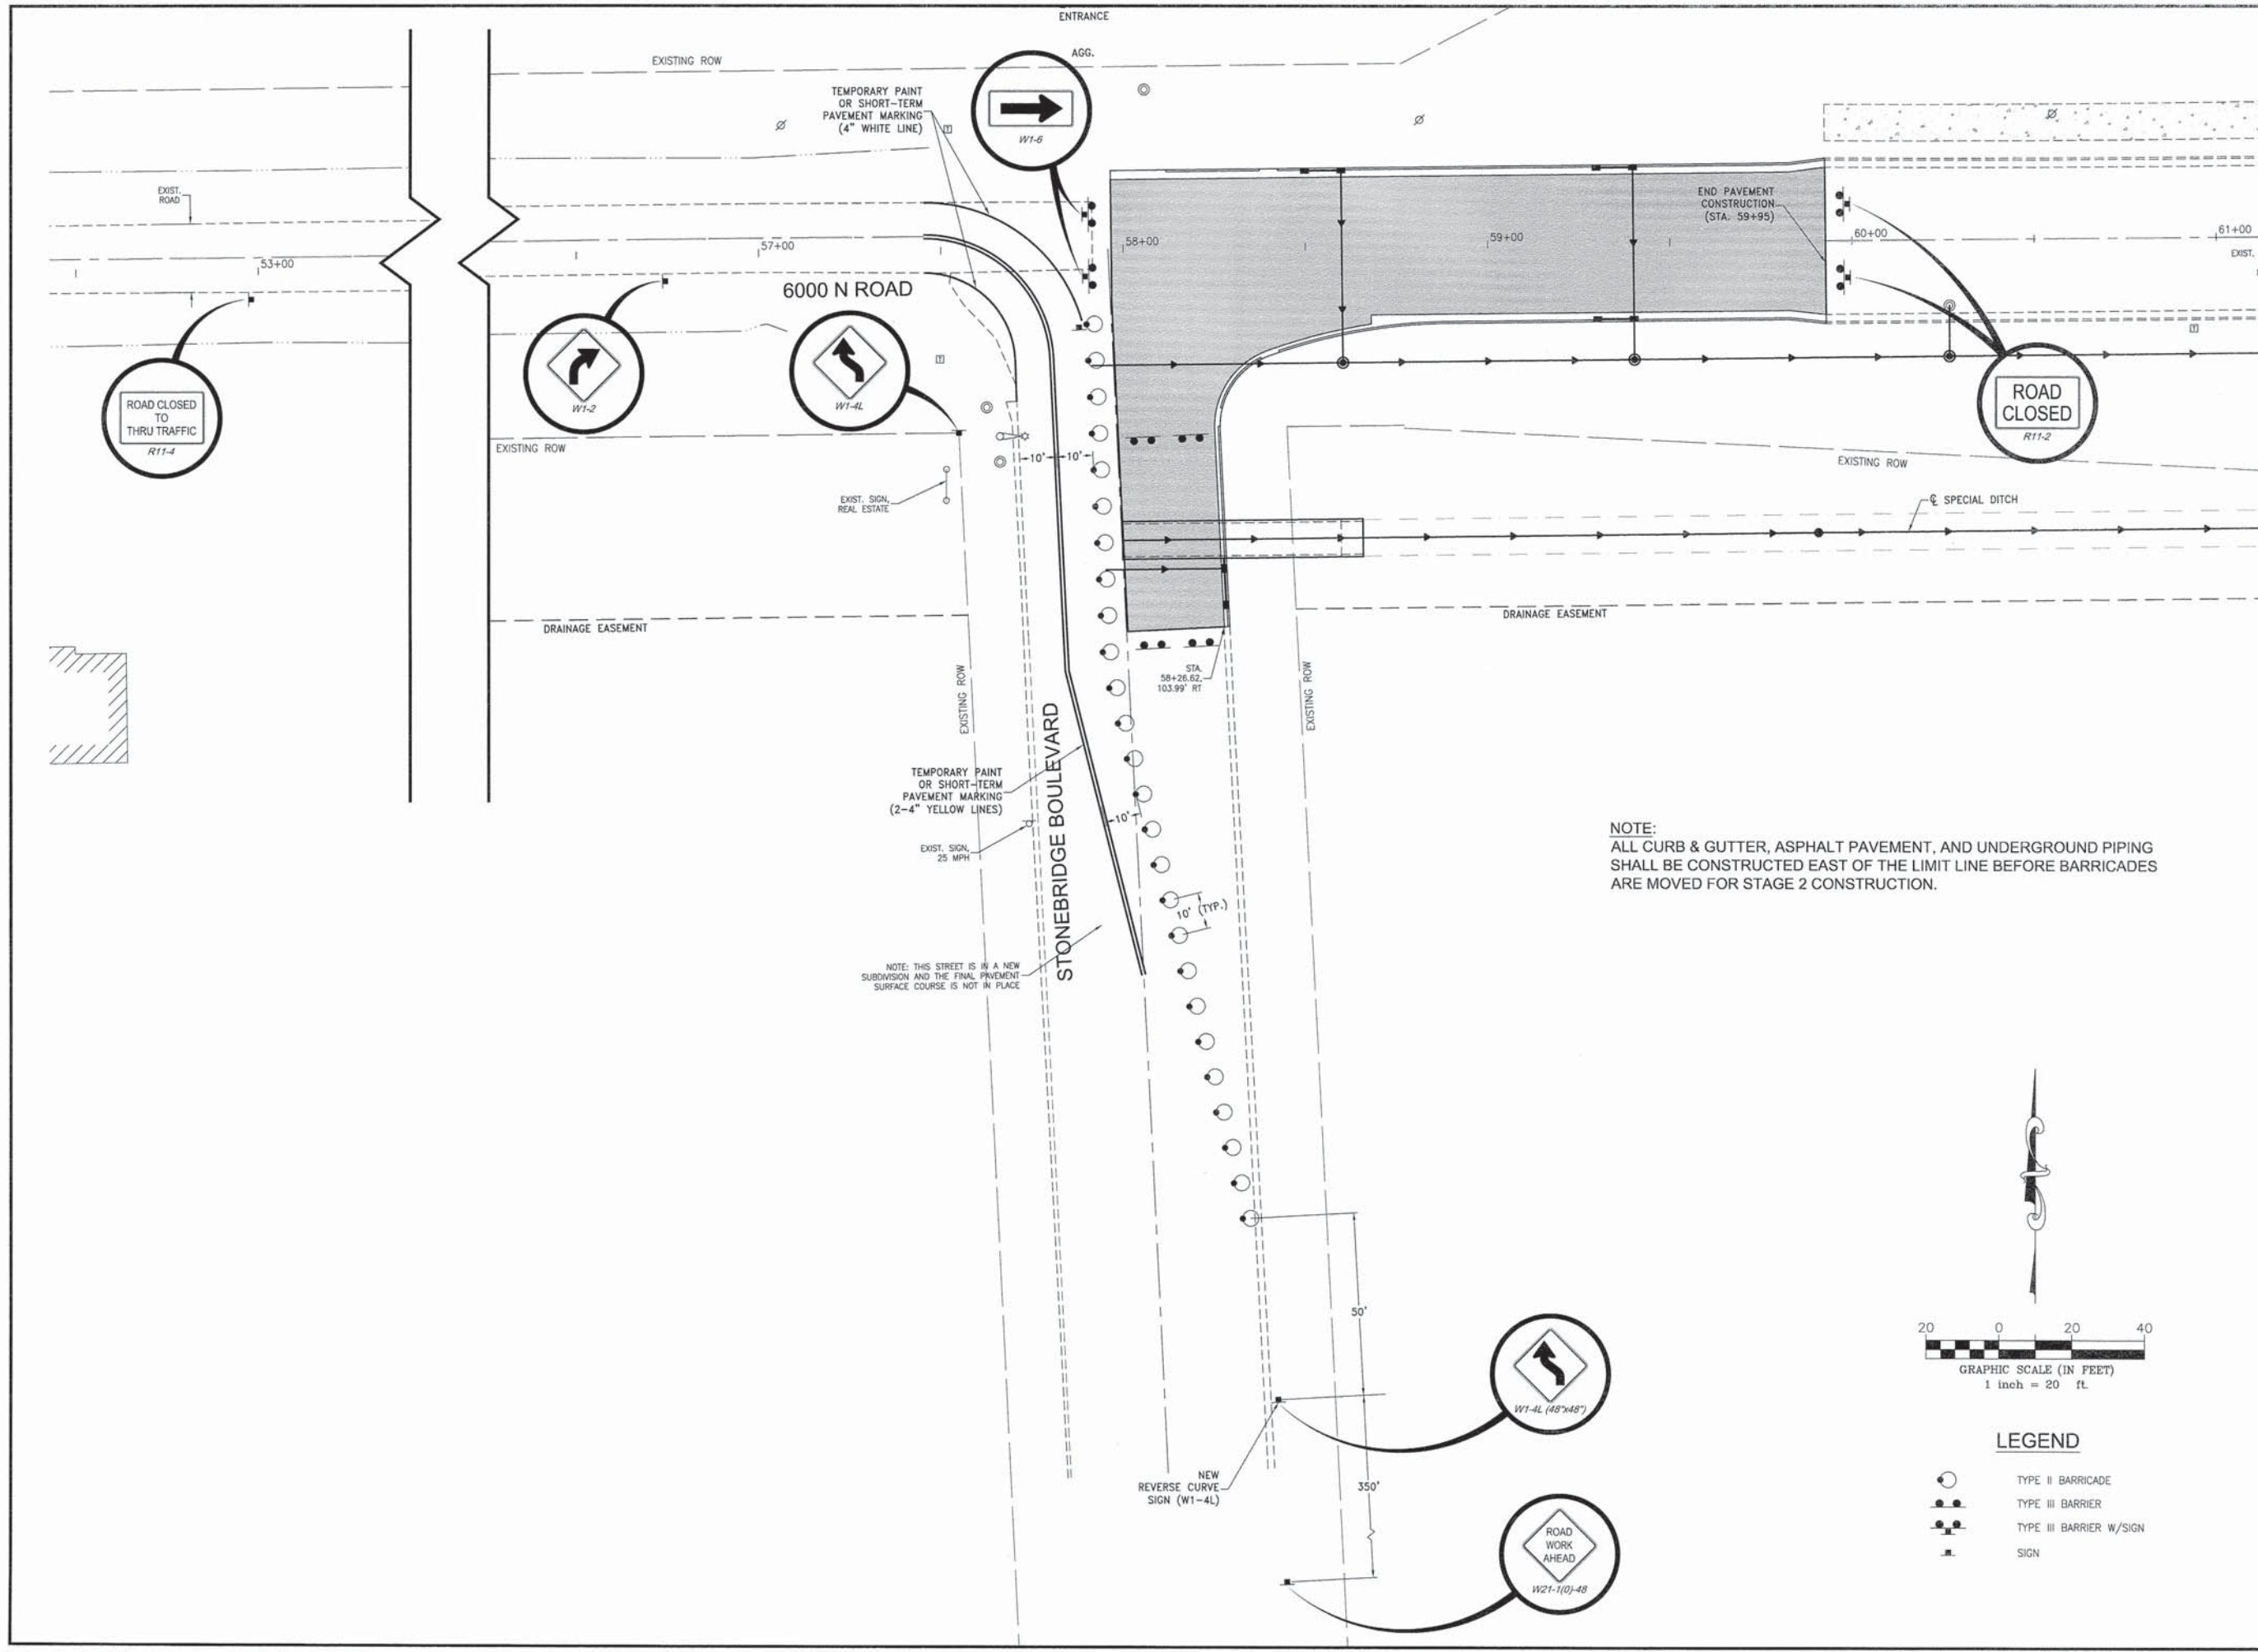 ENTRANCE
AGG.
EXISTING ROW
TEMPORARY PAINT
OR SHORT-TERM
PAVEMENT MARKING
(4" WHITE LINE)
T
W1-6
EXIST.
ROAD
53+00
57+00
58+00
59+00
END PAVEMENT
CONSTRUCTION
(STA. 59+95)
60+00
61+00
EXIST.
6000 N ROAD
T
T
ROAD CLOSED
TO
THRU TRAFFIC
R11-4
W1-2
W1-4L
ROAD
CLOSED
R11-2
EXISTING ROW
10'
10'
EXISTING ROW
EXIST. SIGN,
REAL ESTATE
℄ SPECIAL DITCH
DRAINAGE EASEMENT
DRAINAGE EASEMENT
STA.
58+26.62,
103.99' RT
EXISTING ROW
EXISTING ROW
STONEBRIDGE BOULEVARD
TEMPORARY PAINT
OR SHORT-TERM
PAVEMENT MARKING
(2-4" YELLOW LINES)
10'
EXIST. SIGN,
25 MPH
10' (TYP.)
NOTE: THIS STREET IS IN A NEW
SUBDIVISION AND THE FINAL PAVEMENT
SURFACE COURSE IS NOT IN PLACE
NOTE:
ALL CURB & GUTTER, ASPHALT PAVEMENT, AND UNDERGROUND PIPING
SHALL BE CONSTRUCTED EAST OF THE LIMIT LINE BEFORE BARRICADES
ARE MOVED FOR STAGE 2 CONSTRUCTION.
50'
W1-4L (48"x48")
NEW
REVERSE CURVE
SIGN (W1-4L)
350'
ROAD
WORK
AHEAD
W21-1(0)-48
20 0 20 40
GRAPHIC SCALE (IN FEET)
1 inch = 20 ft.
LEGEND
TYPE II BARRICADE
TYPE III BARRIER
TYPE III BARRIER W/SIGN
SIGN